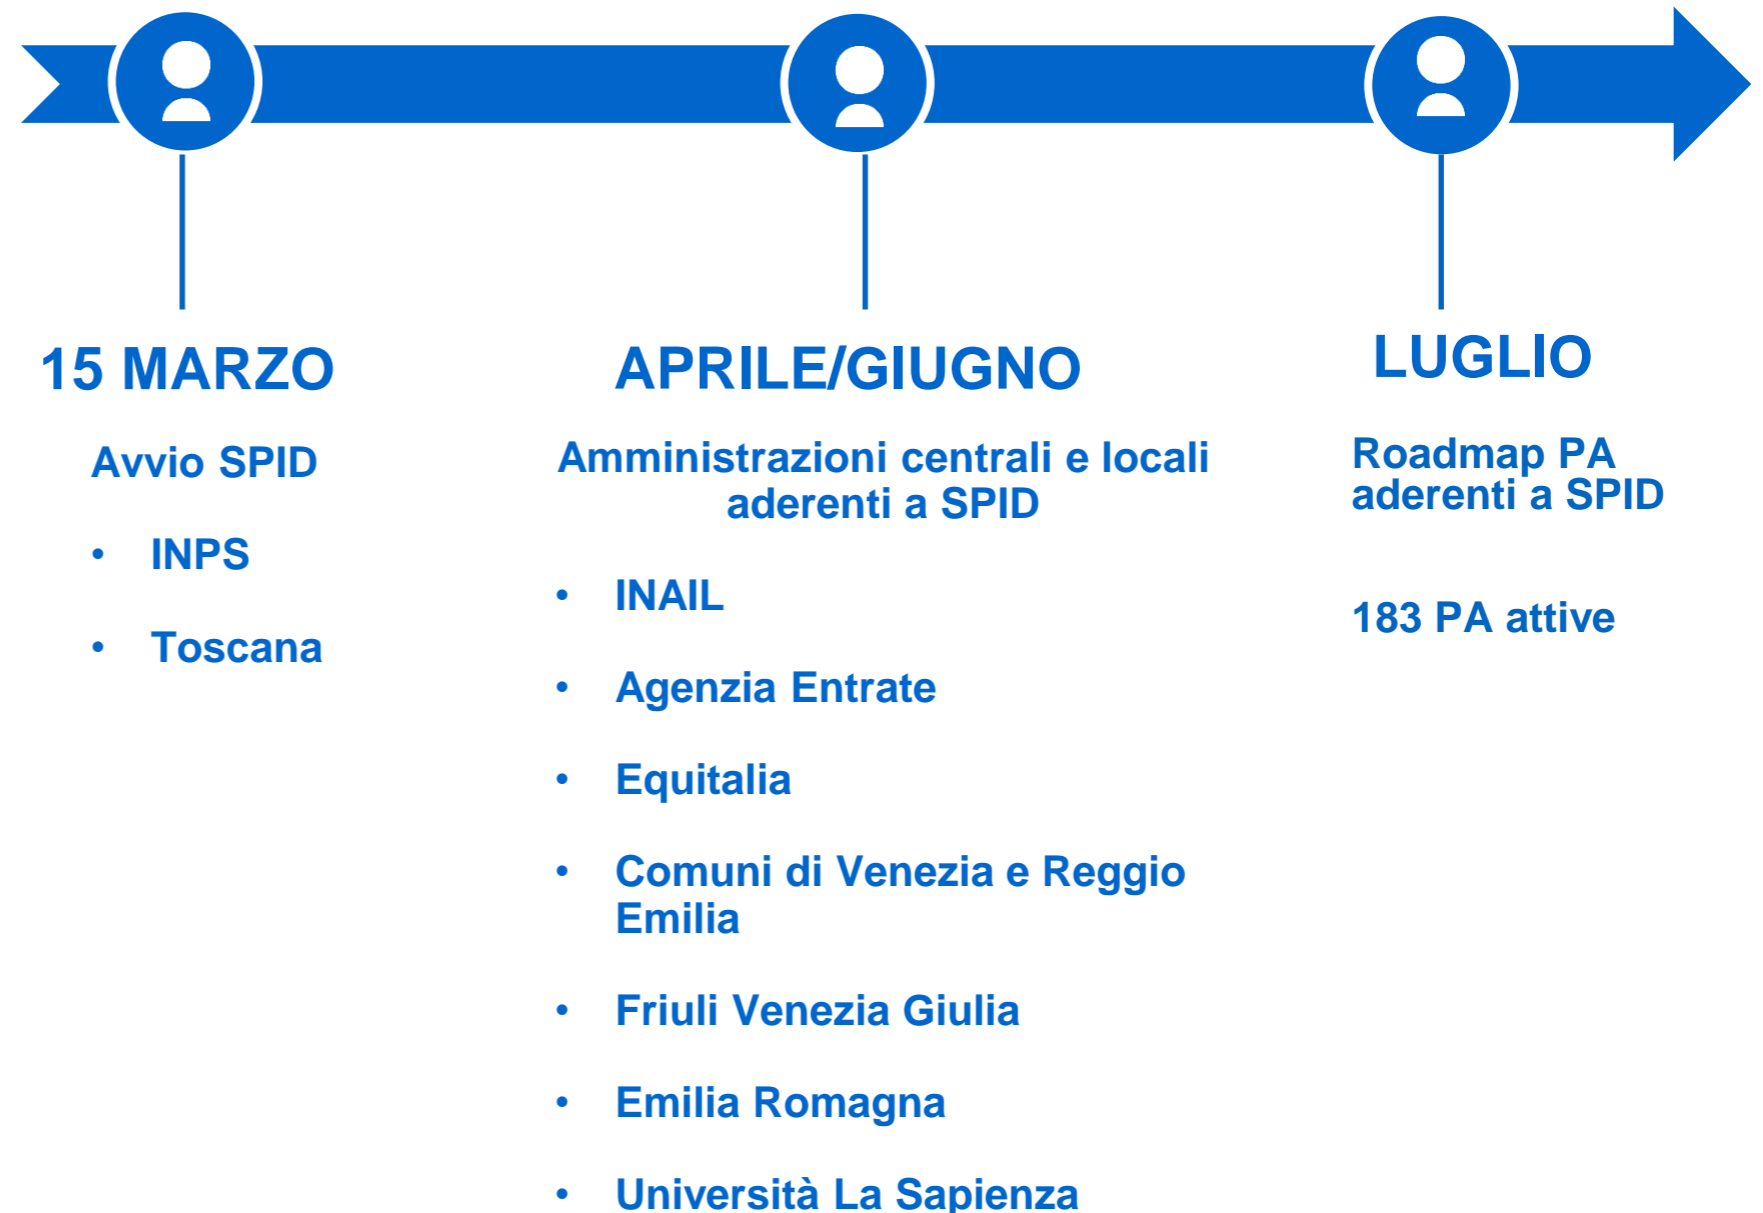 15 MARZO
Avvio SPID
• INPS
• Toscana
APRILE/GIUGNO
Amministrazioni centrali e locali
aderenti a SPID
• INAIL
• Agenzia Entrate
• Equitalia
• Comuni di Venezia e Reggio
Emilia
• Friuli Venezia Giulia
• Emilia Romagna
• Università La Sapienza
LUGLIO
Roadmap PA
aderenti a SPID
183 PA attive